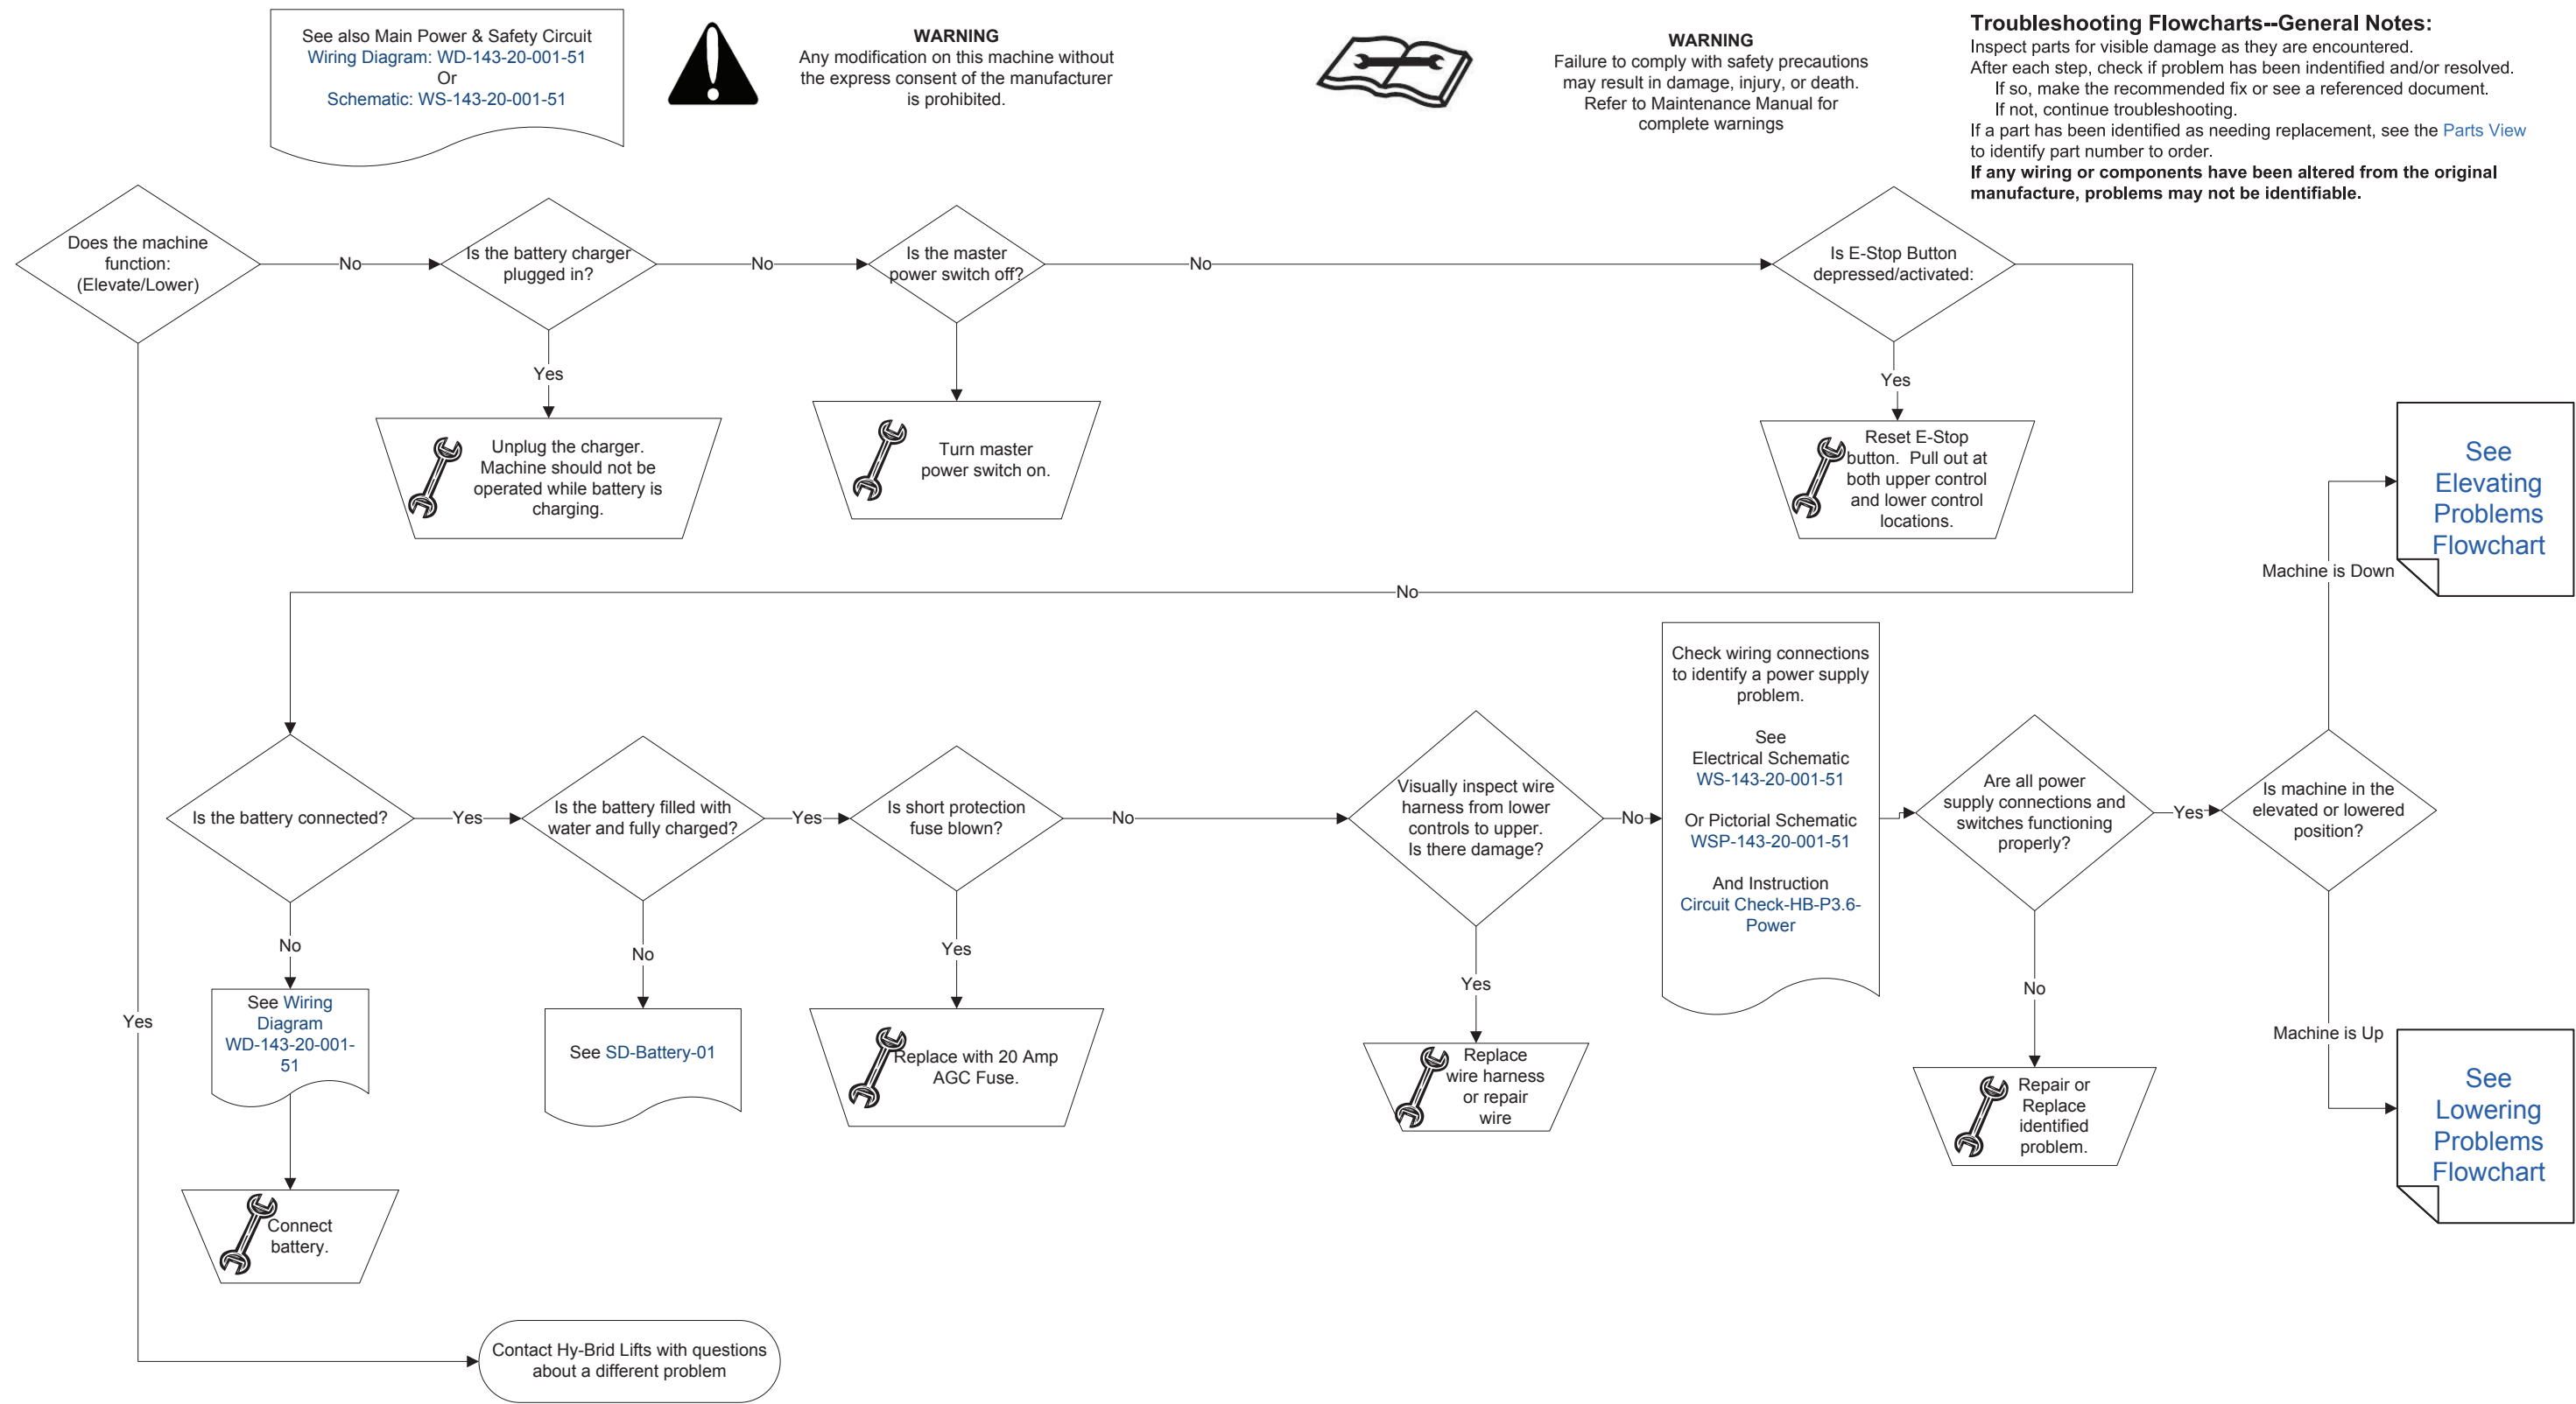 See also Main Power & Safety Circuit
Wiring Diagram: WD-143-20-001-51
Or
Schematic: WS-143-20-001-51
WARNING
Any modification on this machine without
the express consent of the manufacturer
is prohibited.
WARNING
Failure to comply with safety precautions
may result in damage, injury, or death.
Refer to Maintenance Manual for
complete warnings
Troubleshooting Flowcharts--General Notes:
Inspect parts for visible damage as they are encountered.
After each step, check if problem has been indentified and/or resolved.
If so, make the recommended fix or see a referenced document.
If not, continue troubleshooting.
If a part has been identified as needing replacement, see the Parts View
to identify part number to order.
If any wiring or components have been altered from the original
manufacture, problems may not be identifiable.
Does the machine
function:
(Elevate/Lower)
No
Is the battery charger
plugged in?
No
Is the master
power switch off?
No
Is E-Stop Button
depressed/activated:
Yes
Unplug the charger.
Machine should not be
operated while battery is
charging.
Turn master
power switch on.
Yes
Reset E-Stop
button. Pull out at
both upper control
and lower control
locations.
See
Elevating
Problems
Flowchart
Machine is Down
No
Is the battery connected?
Yes
Is the battery filled with
water and fully charged?
Yes
Is short protection
fuse blown?
No
Visually inspect wire
harness from lower
controls to upper.
Is there damage?
No
Check wiring connections
to identify a power supply
problem.
See
Electrical Schematic
WS-143-20-001-51
Or Pictorial Schematic
WSP-143-20-001-51
And Instruction
Circuit Check-HB-P3.6-
Power
Are all power
supply connections and
switches functioning
properly?
Yes
Is machine in the
elevated or lowered
position?
No
See Wiring
Diagram
WD-143-20-001-
51
Connect
battery.
No
See SD-Battery-01
Yes
Replace with 20 Amp
AGC Fuse.
Yes
Replace
wire harness
or repair
wire
No
Repair or
Replace
identified
problem.
Machine is Up
See
Lowering
Problems
Flowchart
Yes
Contact Hy-Brid Lifts with questions
about a different problem